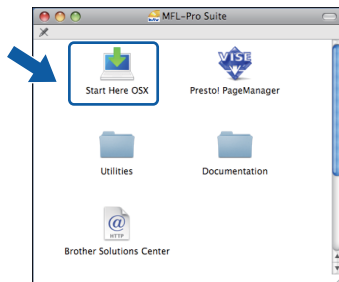 MFL-Pro Suite
Start Here OSX
VISE
Presto! PageManager
Utilities
Documentation
@
HTTP
Brother Solutions Center